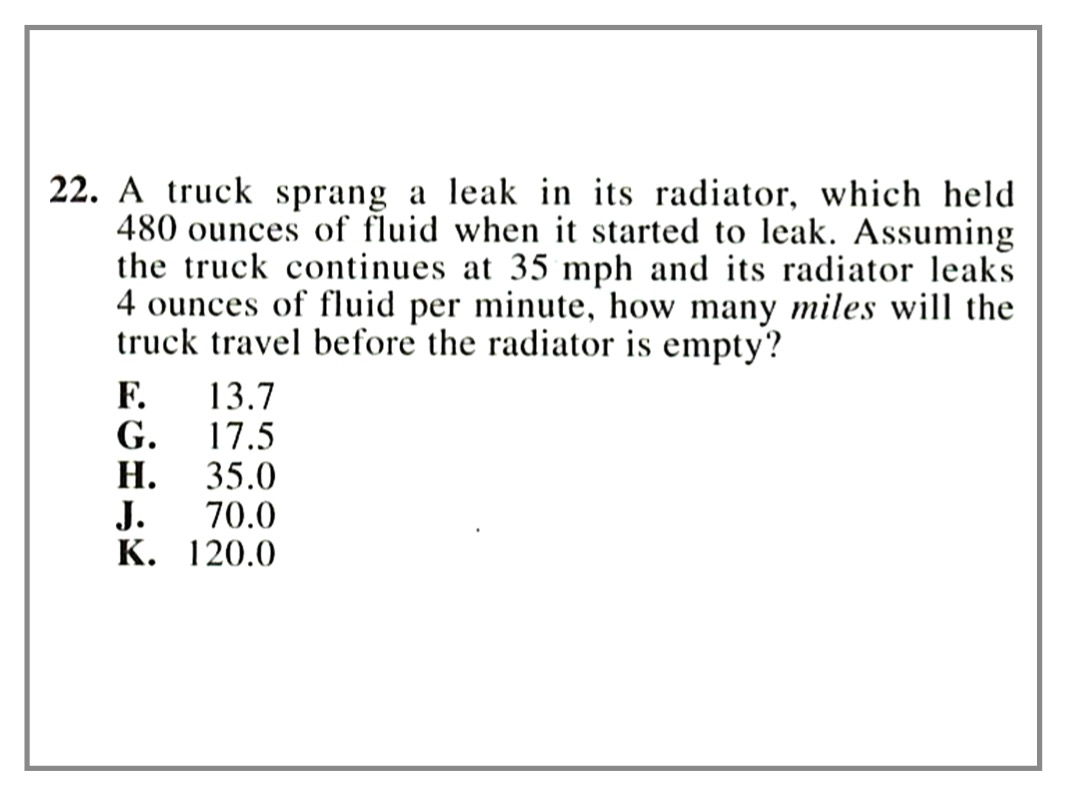 22. A truck sprang a leak in its radiator, which held
480 ounces of fluid when it started to leak. Assuming
the truck continues at 35 mph and its radiator leaks
4 ounces of fluid per minute, how many miles will the
truck travel before the radiator is empty?
F. 13.7
G. 17.5
H. 35.0
J. 70.0
K. 120.0